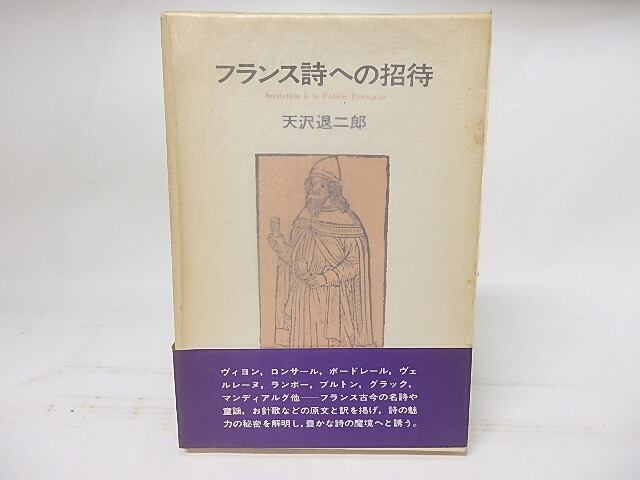 フランス詩への招待
Invitation à la Poésie Française
天沢退二郎
ヴィヨン，ロンサール，ボードレール，ヴェ
ルレーヌ，ランボー，ブルトン，グラック，
マンディアルグ他──フランス古今の名詩や
童謡，お針歌などの原文と訳を掲げ，詩の魅
力の秘密を解明し，豊かな詩の魔境へと誘う。